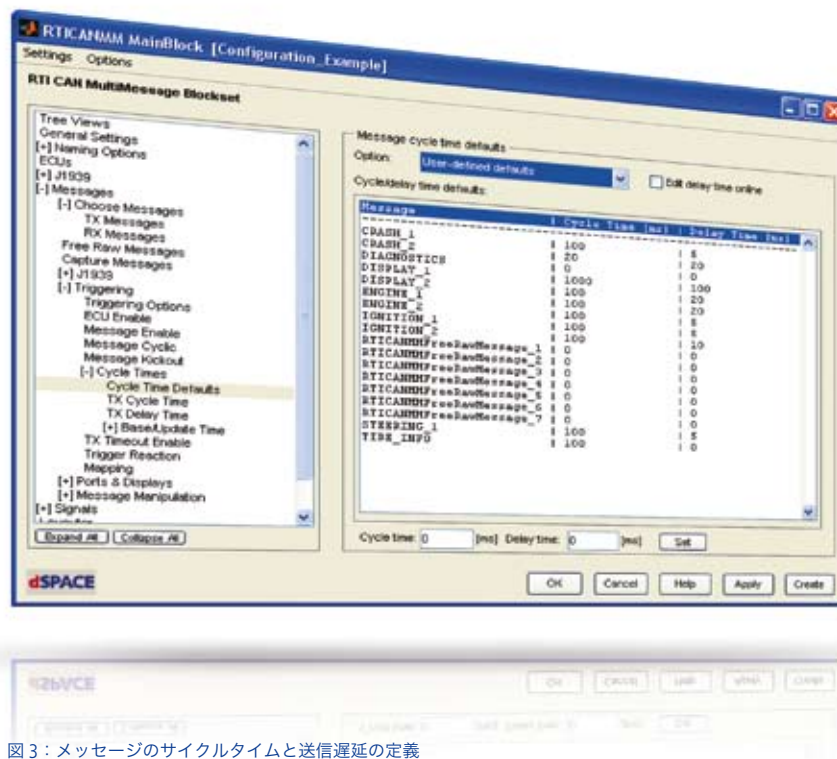 RTICANMM MainBlock [Configuration_Example]
Settings Options
RTI CAN MultiMessage Blockset
Tree Views
General Settings
[+] Naming Options
ECUs
[+] J1939
[-] Messages
[-] Choose Messages
TX Messages
RX Messages
Free Raw Messages
Capture Messages
[+] J1939
[-] Triggering
Triggering Options
ECU Enable
Message Enable
Message Cyclic
Message Kickout
[-] Cycle Times
Cycle Time Defaults
TX Cycle Time
TX Delay Time
[+] Base/Update Time
TX Timeout Enable
Trigger Reaction
Mapping
[+] Ports & Displays
[+] Message Manipulation
[+] Signals
Expand All Collapse All
Message cycle time defaults
Option: User-defined defaults Edit delay time online
Cycle/delay time defaults:
Message | Cycle Time [ms] | Delay Time [ms]
CRASH_1 | 100 | 5
CRASH_2 | 20 | 20
DIAGNOSTICS | 0 | 0
DISPLAY_1 | 1000 | 100
DISPLAY_2 | 100 | 20
ENGINE_1 | 100 | 20
ENGINE_2 | 100 | 5
IGNITION_1 | 100 | 5
IGNITION_2 | 100 | 10
RTICANMMFreeRawMessage_1 | 0 | 0
RTICANMMFreeRawMessage_2 | 0 | 0
RTICANMMFreeRawMessage_3 | 0 | 0
RTICANMMFreeRawMessage_4 | 0 | 0
RTICANMMFreeRawMessage_5 | 0 | 0
RTICANMMFreeRawMessage_6 | 0 | 0
RTICANMMFreeRawMessage_7 | 0 | 0
STEERING_1 | 100 | 5
TIRE_INFO | 100 | 0
Cycle time: 0 [ms] Delay time: 0 [ms] Set
dSPACE
OK Cancel Help Apply Create
図 3：メッセージのサイクルタイムと送信遅延の定義